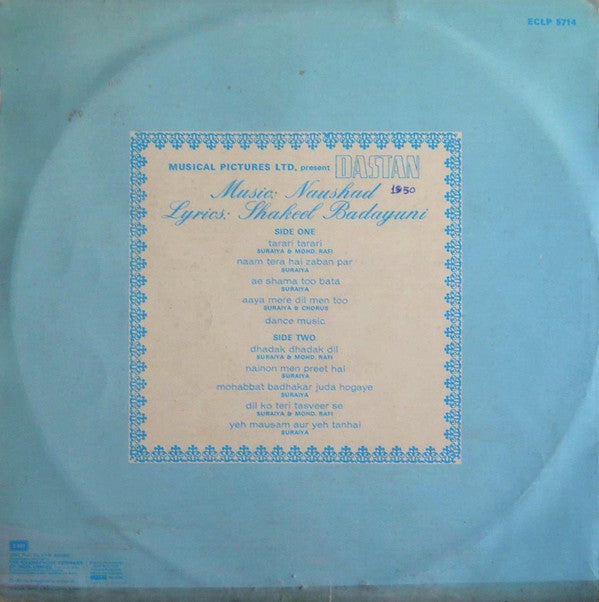 ECLP 5714
MUSICAL PICTURES LTD, present DASTAN
Music: Naushad 1950
Lyrics: Shakeel Badayuni
SIDE ONE
tarari tarari
SURAIYA & MOHD. RAFI
naam tera hai zaban par
SURAIYA
ae shama too bata
SURAIYA
aaya mere dil men too
SURAIYA & CHORUS
dance music
SIDE TWO
dhadak dhadak dil
SURAIYA & MOHD. RAFI
nainon men preet hai
SURAIYA
mohabbat badhakar juda hogaye
SURAIYA
dil ko teri tasveer se
SURAIYA & MOHD. RAFI
yeh mausam aur yeh tanhai
SURAIYA
EMI